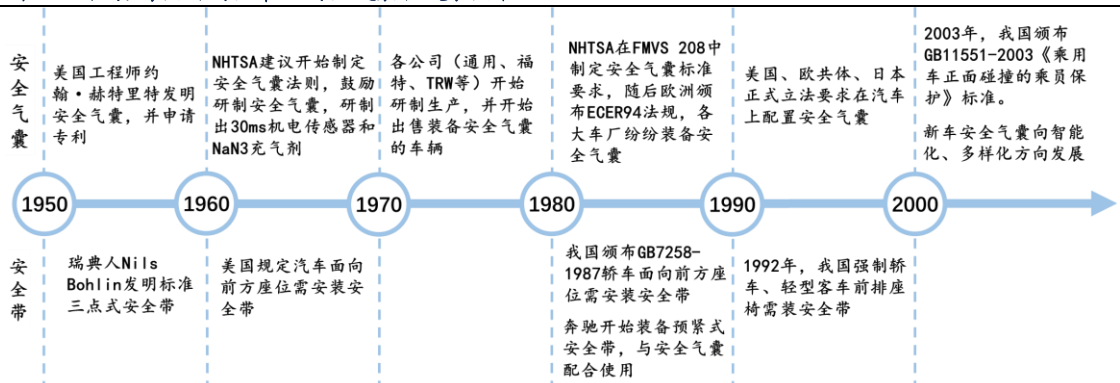 安全气囊
美国工程师约
翰·赫特里特发明
安全气囊，并申请
专利
NHTSA建议开始制定
安全气囊法则，鼓励
研制安全气囊，研制
出30ms机电传感器和
NaN3充气剂
各公司（通用、福
特、TRW等）开始
研制生产，并开始
出售装备安全气囊
的车辆
NHTSA在FMVS 208中
制定安全气囊标准
要求，随后欧洲颁
布ECER94法规，各
大车厂纷纷装备安
全气囊
美国、欧共体、日本
正式立法要求在汽车
上配置安全气囊
2003年，我国颁布
GB11551-2003《乘用
车正面碰撞的乘员保
护》标准。
新车安全气囊向智能
化、多样化方向发展
1950
1960
1970
1980
1990
2000
安全带
瑞典人Nils
Bohlin发明标准
三点式安全带
美国规定汽车面向
前方座位需安装安
全带
我国颁布GB7258-
1987轿车面向前方座
位需安装安全带
奔驰开始装备预紧式
安全带，与安全气囊
配合使用
1992年，我国强制轿
车、轻型客车前排座
椅需装安全带